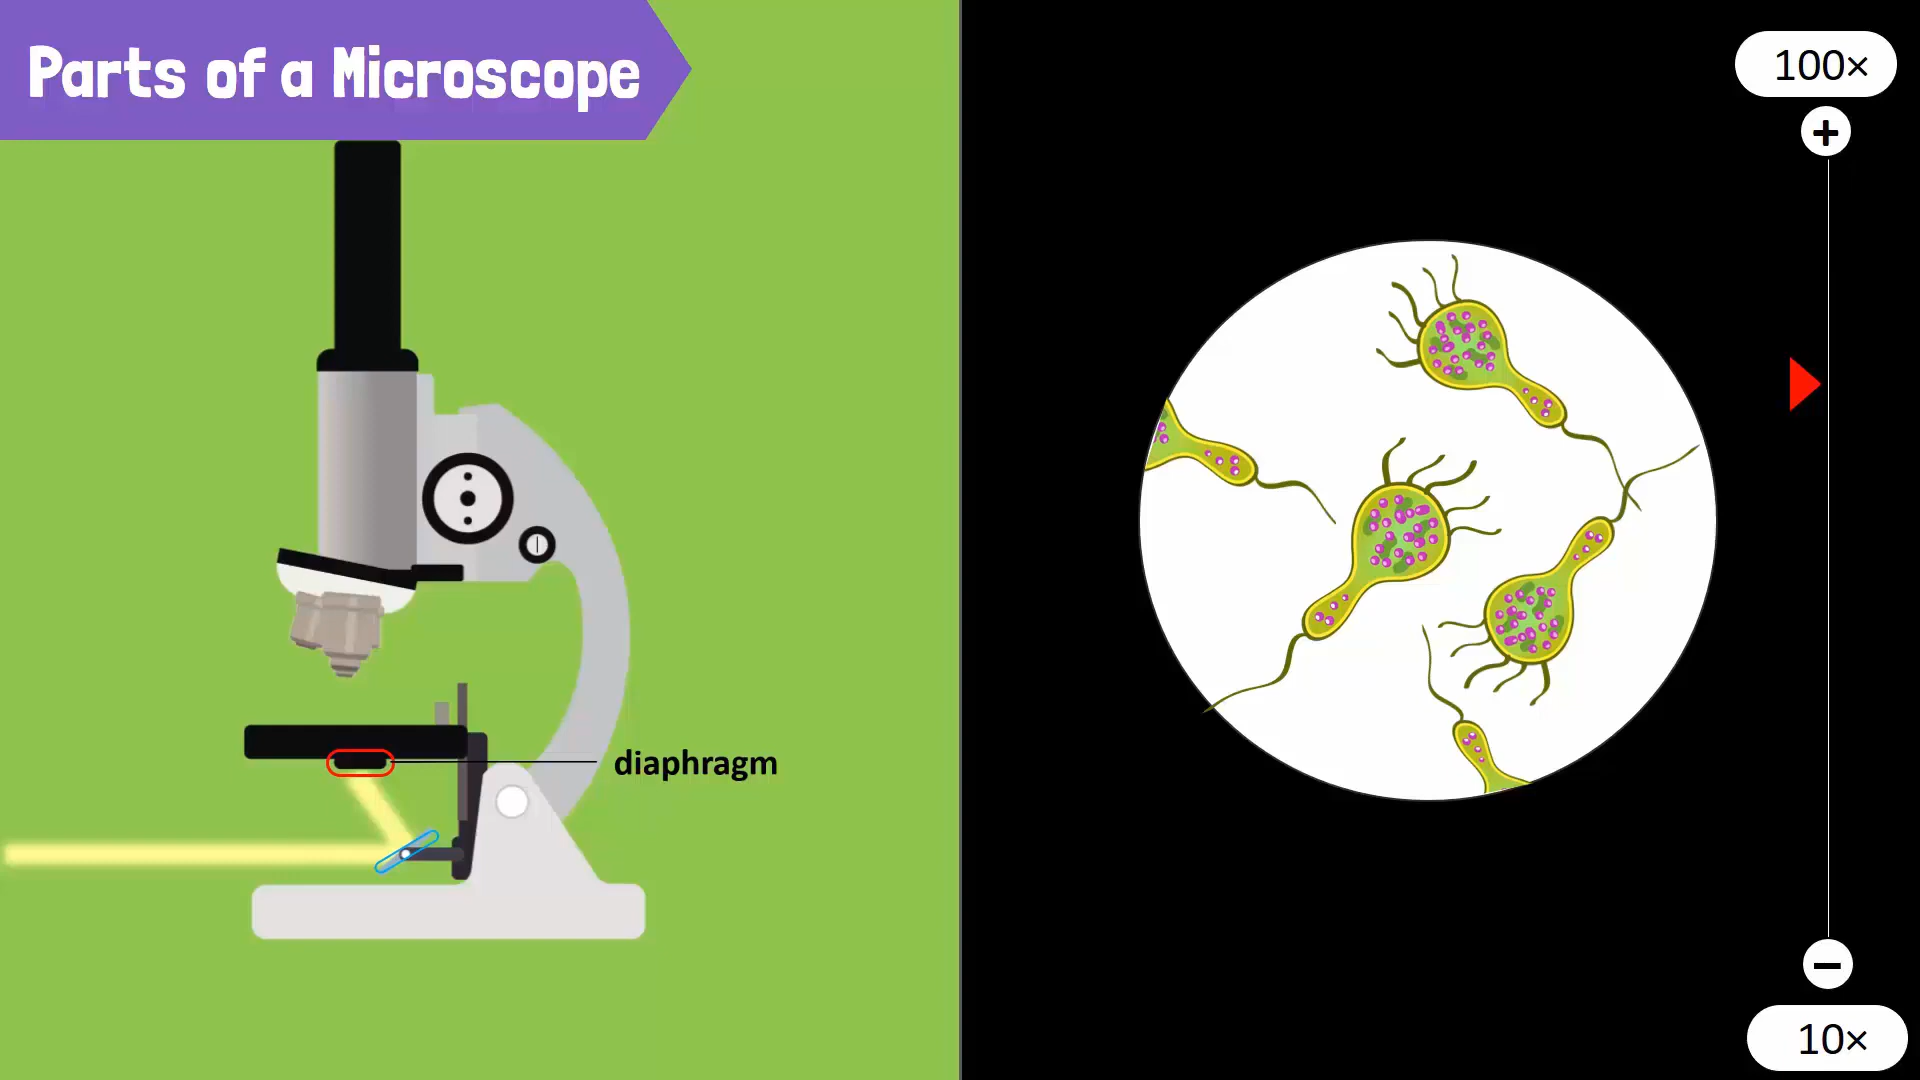 Parts of a Microscope
diaphragm
100×
+
−
10×